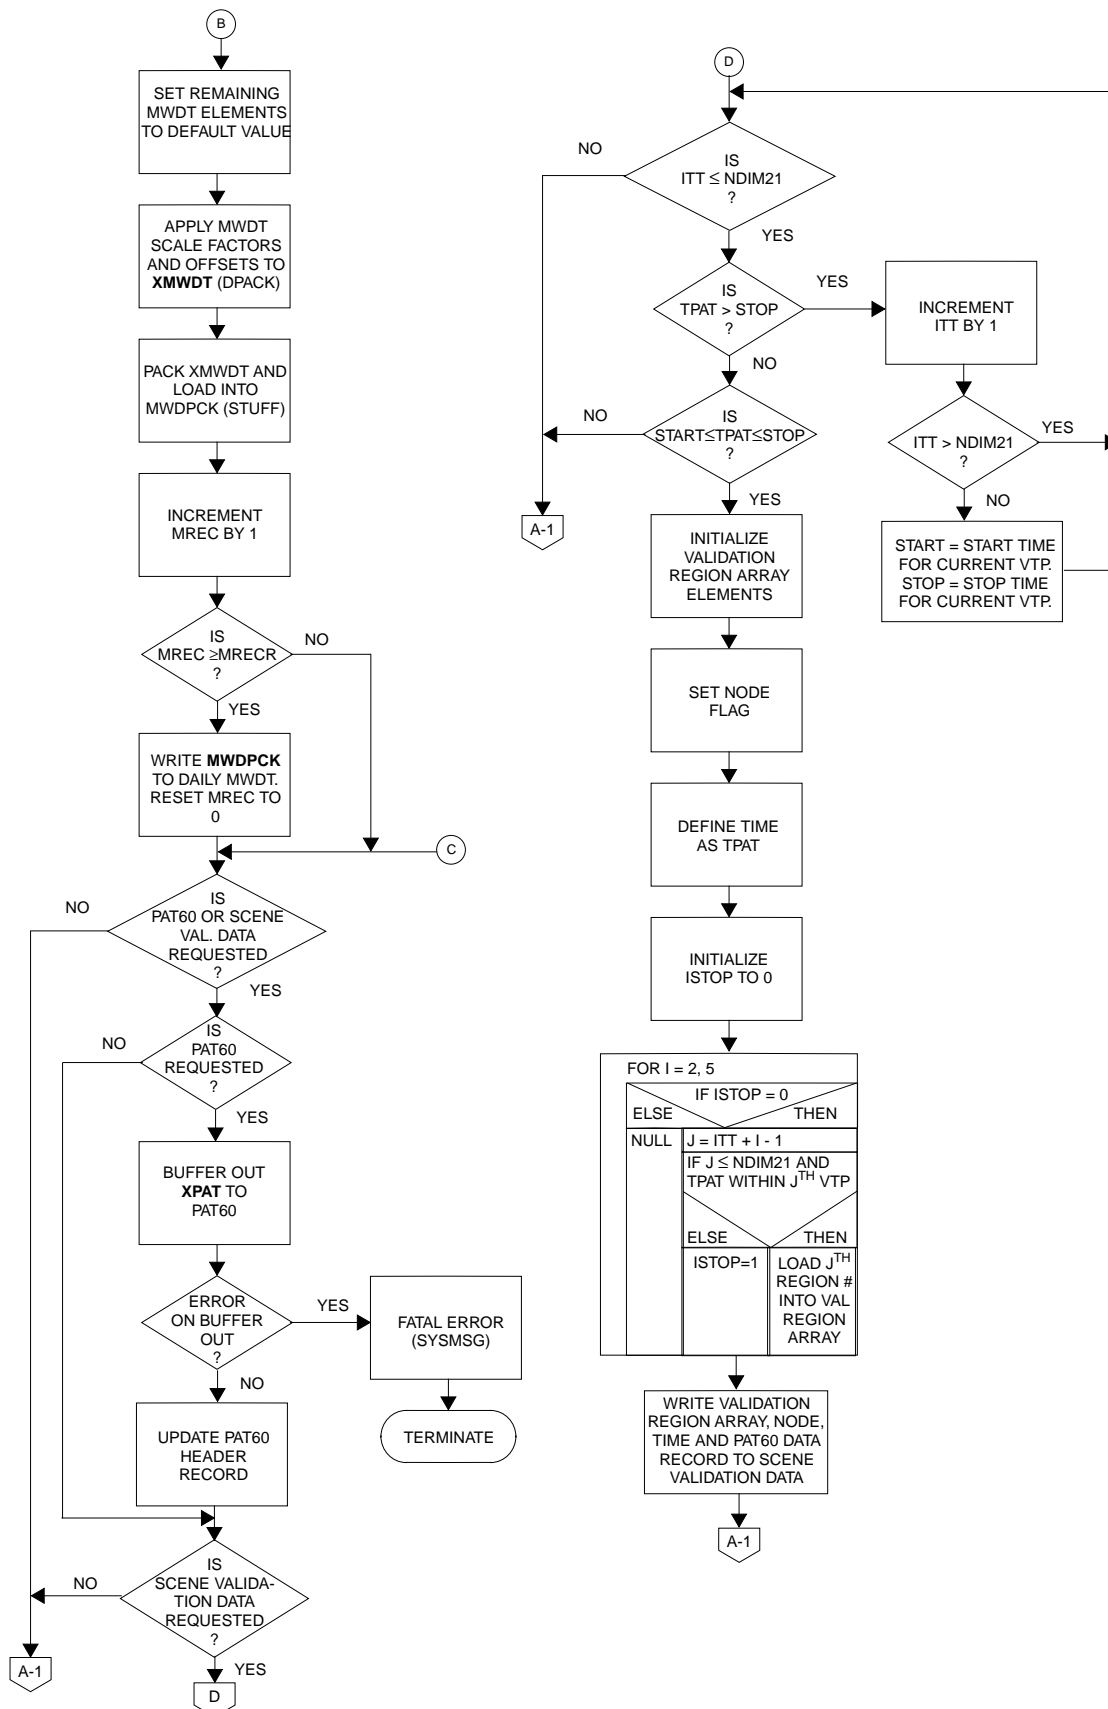 B
SET REMAINING
MWDT ELEMENTS
TO DEFAULT VALUE
APPLY MWDT
SCALE FACTORS
AND OFFSETS TO
XMWDT (DPACK)
PACK XMWDT AND
LOAD INTO
MWDPCK (STUFF)
INCREMENT
MREC BY 1
IS
MREC ≥MRECR
?
NO
YES
WRITE MWDPCK
TO DAILY MWDT.
RESET MREC TO
0
C
IS
PAT60 OR SCENE
VAL. DATA
REQUESTED
?
NO
YES
IS
PAT60
REQUESTED
?
NO
YES
BUFFER OUT
XPAT TO
PAT60
ERROR
ON BUFFER
OUT
?
YES
FATAL ERROR
(SYSMSG)
TERMINATE
NO
UPDATE PAT60
HEADER
RECORD
IS
SCENE VALIDA-
TION DATA
REQUESTED
?
NO
A-1
YES
D
D
IS
ITT ≤ NDIM21
?
NO
YES
IS
TPAT > STOP
?
YES
INCREMENT
ITT BY 1
NO
ITT > NDIM21
?
YES
NO
START = START TIME
FOR CURRENT VTP.
STOP = STOP TIME
FOR CURRENT VTP.
IS
START≤TPAT≤STOP
?
NO
A-1
YES
INITIALIZE
VALIDATION
REGION ARRAY
ELEMENTS
SET NODE
FLAG
DEFINE TIME
AS TPAT
INITIALIZE
ISTOP TO 0
FOR I = 2, 5
IF ISTOP = 0
ELSE THEN
NULL J = ITT + I - 1
IF J ≤ NDIM21 AND
TPAT WITHIN JTH VTP
ELSE THEN
ISTOP=1
LOAD JTH
REGION #
INTO VAL
REGION
ARRAY
WRITE VALIDATION
REGION ARRAY, NODE,
TIME AND PAT60 DATA
RECORD TO SCENE
VALIDATION DATA
A-1